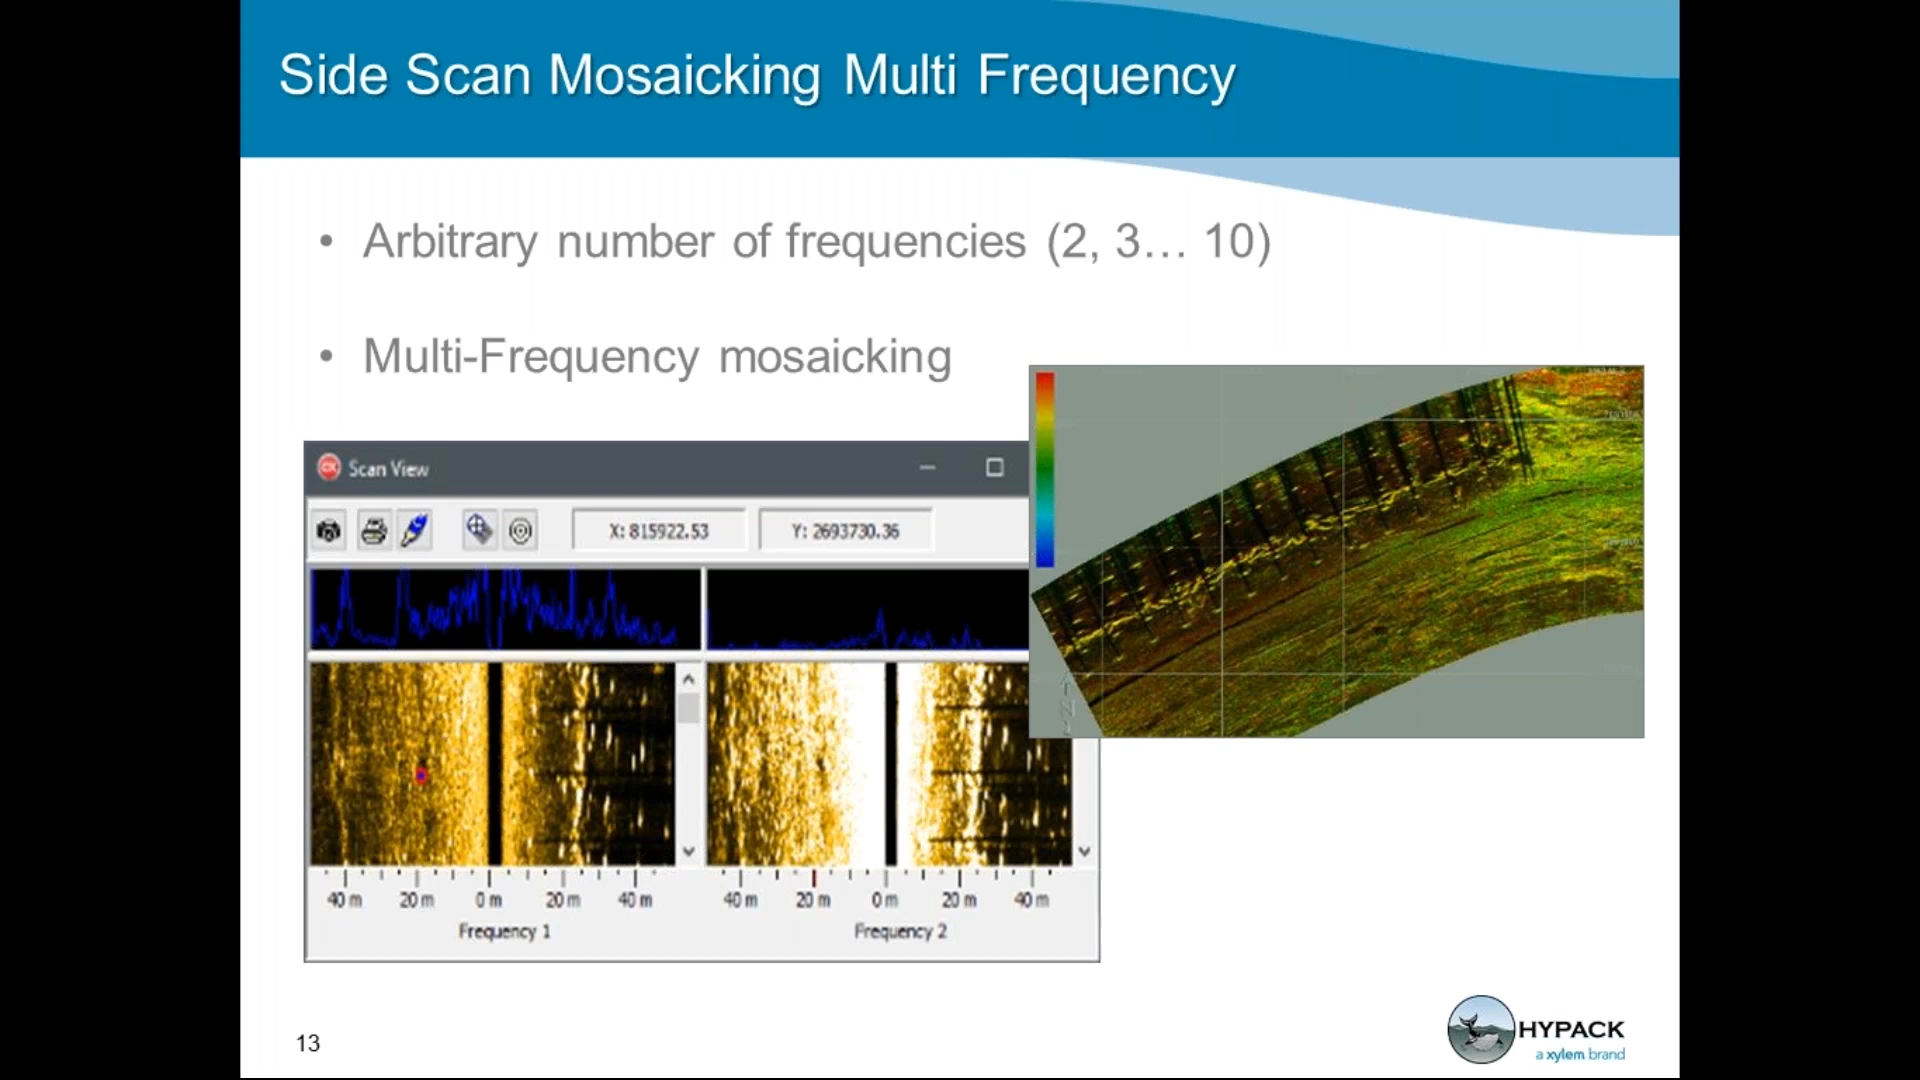 Side Scan Mosaicking Multi Frequency
• Arbitrary number of frequencies (2, 3… 10)
• Multi-Frequency mosaicking
Scan View
X: 815922.53 Y: 2693730.36
40 m 20 m 0 m 20 m 40 m 40 m 20 m 0 m 20 m 40 m
Frequency 1 Frequency 2
13
HYPACK
a xylem brand